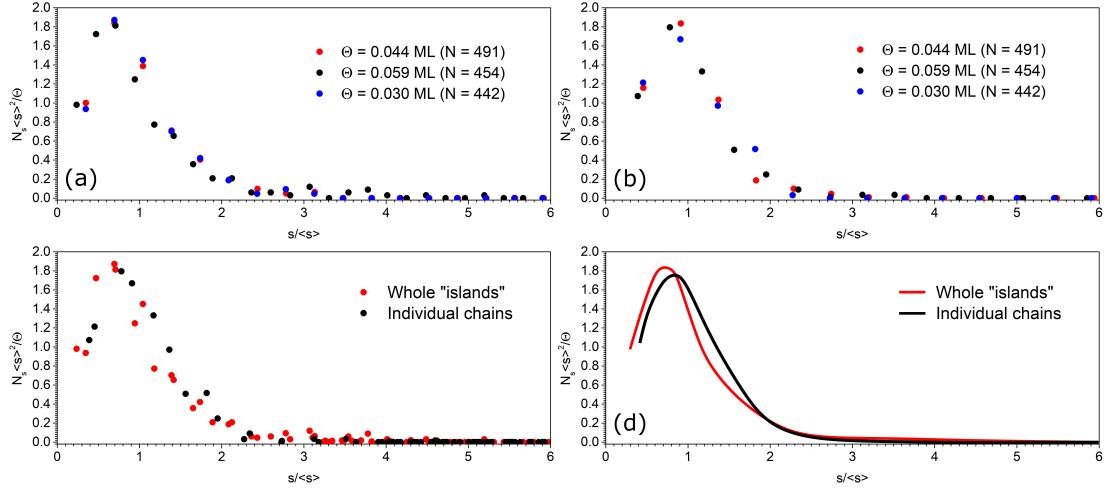 2.0
1.8
1.6
1.4
1.2
1.0
0.8
0.6
0.4
0.2
0.0
N_s<s>²/Θ
Θ = 0.044 ML (N = 491)
Θ = 0.059 ML (N = 454)
Θ = 0.030 ML (N = 442)
(a)
0 1 2 3 4 5 6
s/<s>
2.0
1.8
1.6
1.4
1.2
1.0
0.8
0.6
0.4
0.2
0.0
N_s<s>²/Θ
Θ = 0.044 ML (N = 491)
Θ = 0.059 ML (N = 454)
Θ = 0.030 ML (N = 442)
(b)
0 1 2 3 4 5 6
s/<s>
2.0
1.8
1.6
1.4
1.2
1.0
0.8
0.6
0.4
0.2
0.0
N_s<s>²/Θ
Whole "islands"
Individual chains
0 1 2 3 4 5 6
s/<s>
2.0
1.8
1.6
1.4
1.2
1.0
0.8
0.6
0.4
0.2
0.0
N_s<s>²/Θ
Whole "islands"
Individual chains
(d)
0 1 2 3 4 5 6
s/<s>